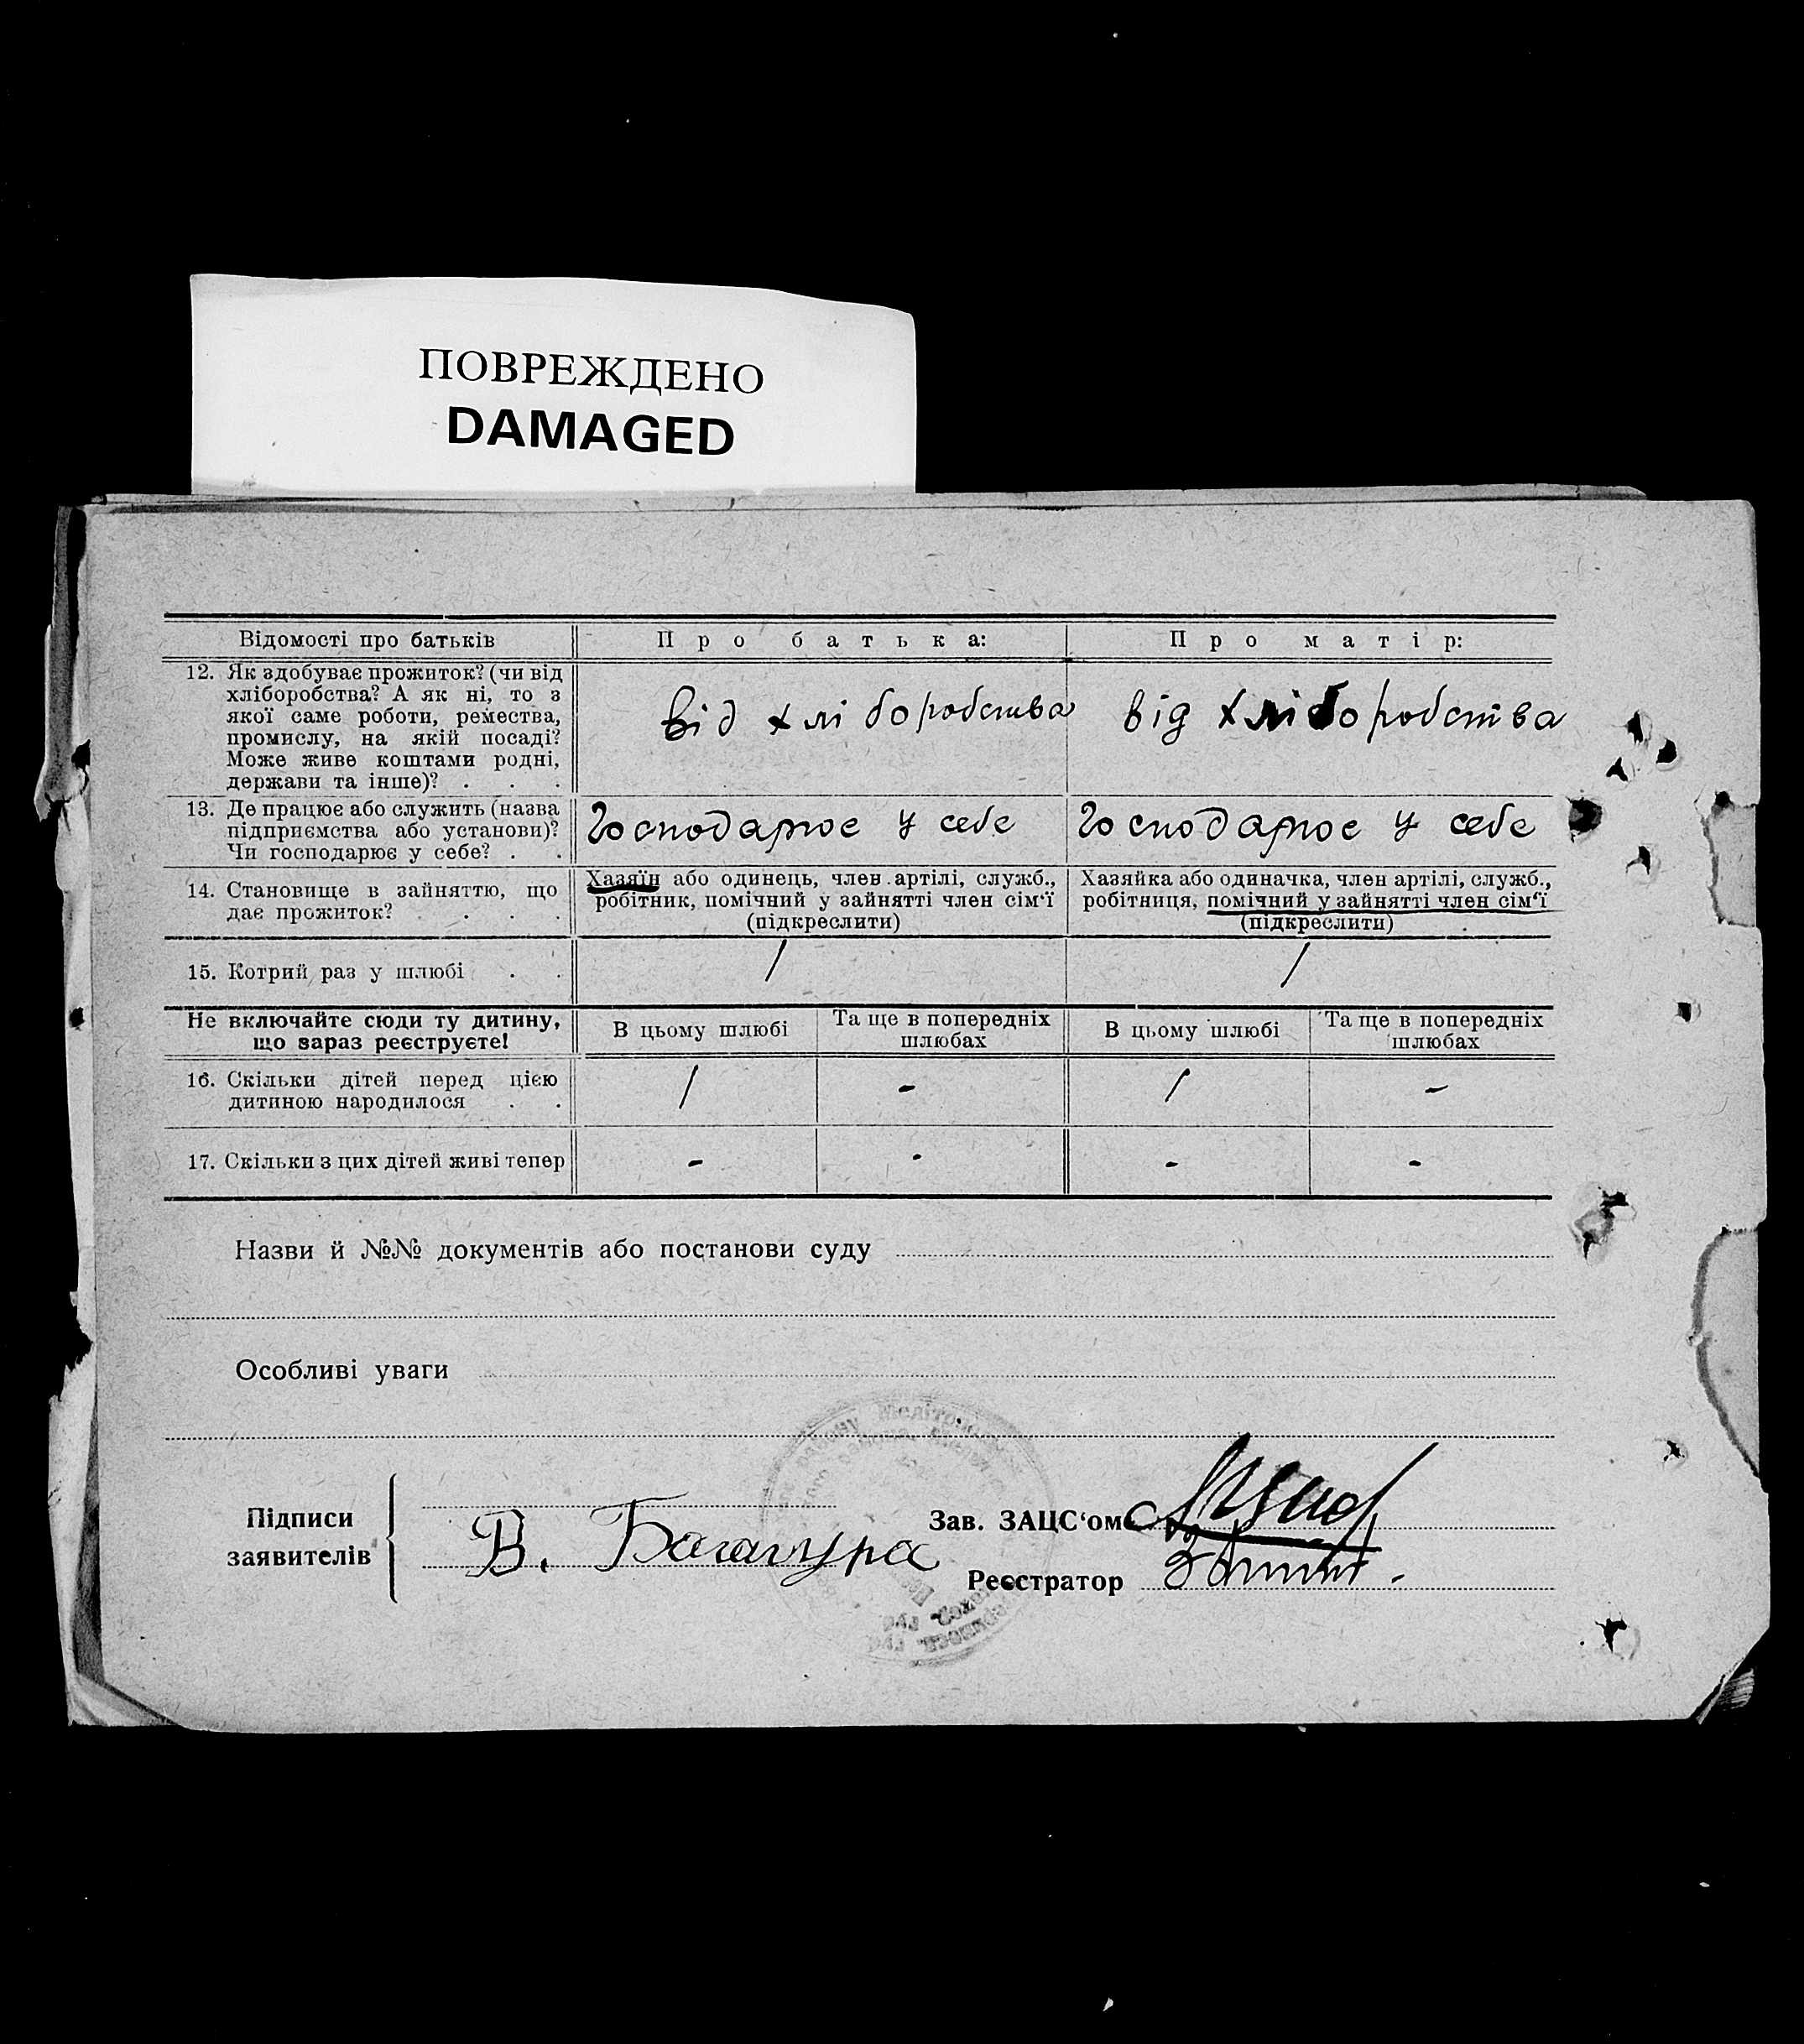 ПОВРЕЖДЕНО
DAMAGED
Відомості про батьків
Про батька:
Про матір:
12. Як здобуває прожиток? (чи від
хліборобства? А як ні, то з
якої саме роботи, ремества,
промислу, на якій посаді?
Може живе коштами родні,
держави та інше)? . . .
від хліборобства
від хліборобства
13. Де працює або служить (назва
підприємства або установи)?
Чи господарює у себе? . .
Господарює у себе
Господарює у себе
14. Становище в зайняттю, що
дає прожиток? . . . .
Хазяїн або одинець, член артілі, служб.,
робітник, помічний у зайнятті член сім'ї
(підкреслити)
Хазяйка або одиначка, член артілі, служб.,
робітниця, помічний у зайнятті член сім'ї
(підкреслити)
15. Котрий раз у шлюбі . .
1
1
Не включайте сюди ту дитину,
що зараз реєструєте!
В цьому шлюбі
Та ще в попередніх
шлюбах
В цьому шлюбі
Та ще в попередніх
шлюбах
16. Скільки дітей перед цією
дитиною народилося . .
1
-
1
-
17. Скільки з цих дітей живі тепер
-
-
-
-
Назви й №№ документів або постанови суду
Особливі уваги
Підписи
заявителів
В.
Зав. ЗАЦС'ом
Реєстратор